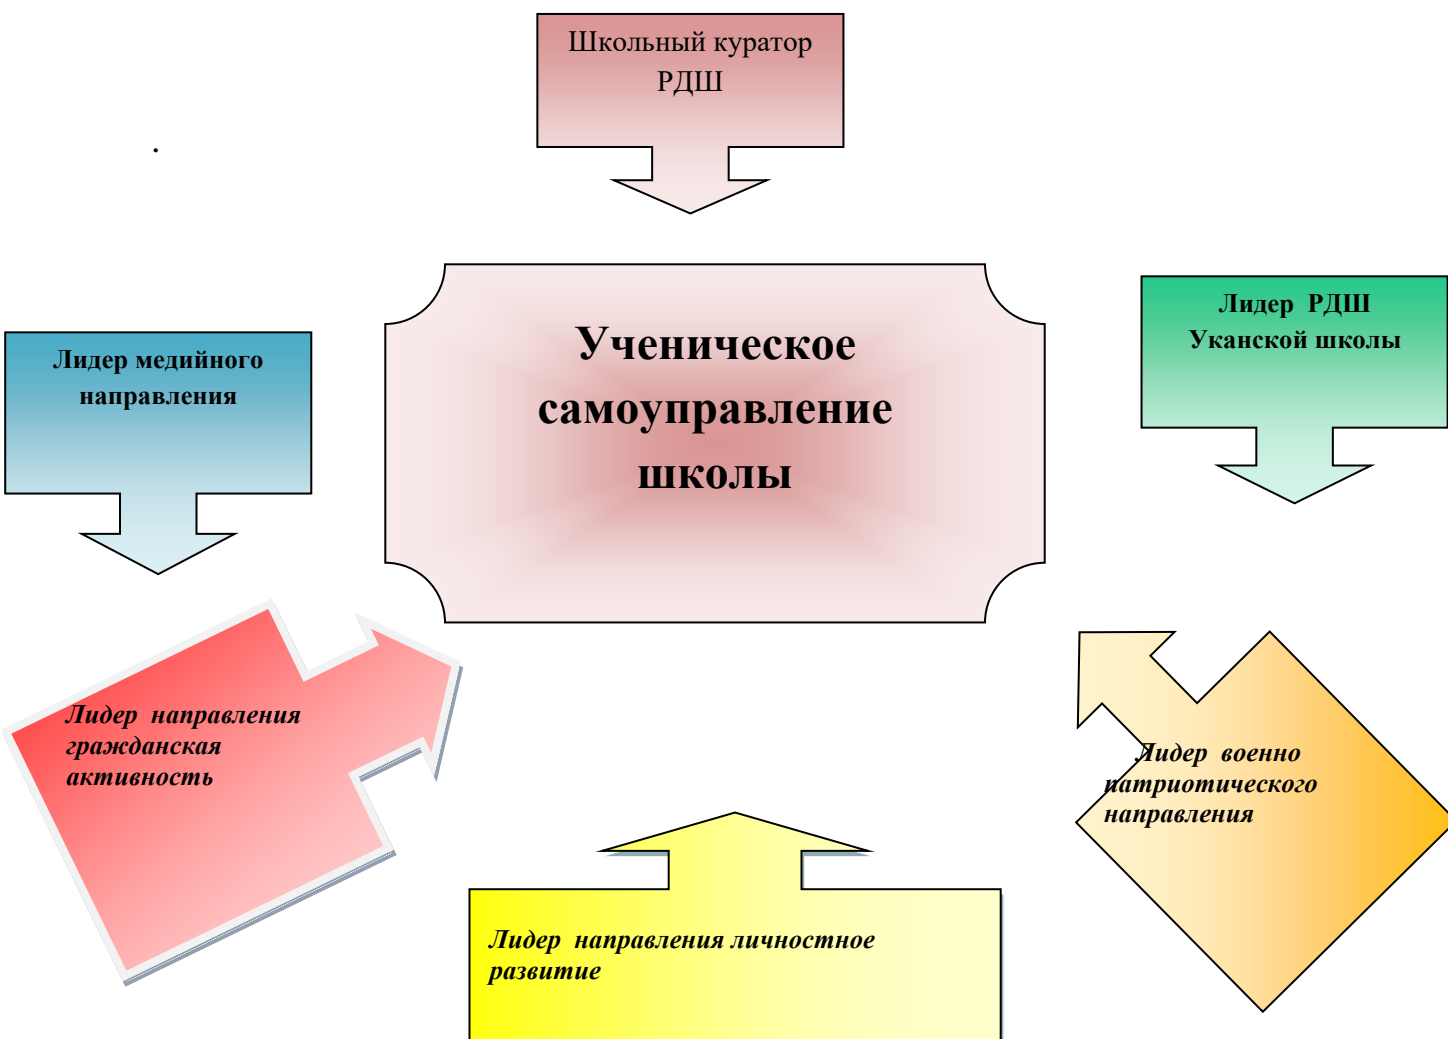 Школьный куратор
РДШ
.
Ученическое
самоуправление
школы
Лидер РДШ
Уканской школы
Лидер медийного
направления
Лидер направления
гражданская
активность
Лидер военно
патриотического
направления
Лидер направления личностное
развитие